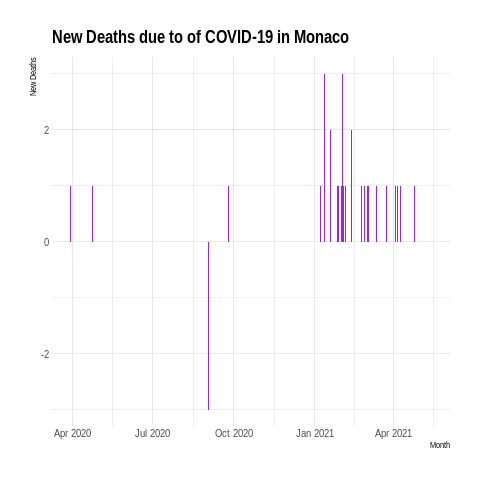 New Deaths due to of COVID-19 in Monaco
New Deaths
2
0
-2
Apr 2020 Jul 2020 Oct 2020 Jan 2021 Apr 2021
Month